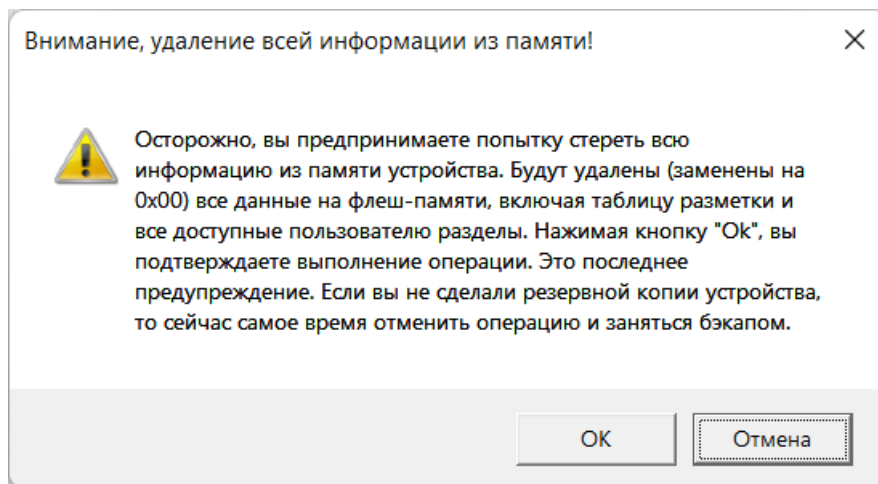 Внимание, удаление всей информации из памяти!
Осторожно, вы предпринимаете попытку стереть всю
информацию из памяти устройства. Будут удалены (заменены на
0x00) все данные на флеш-памяти, включая таблицу разметки и
все доступные пользователю разделы. Нажимая кнопку "Ok", вы
подтверждаете выполнение операции. Это последнее
предупреждение. Если вы не сделали резервной копии устройства,
то сейчас самое время отменить операцию и заняться бэкапом.
ОК
Отмена